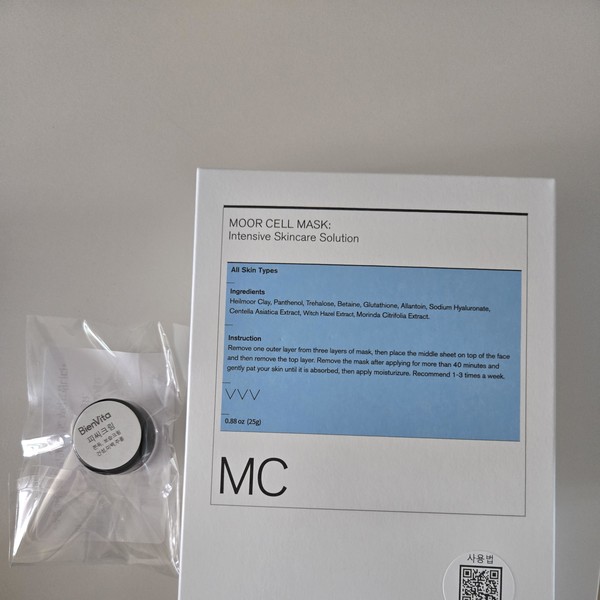 MOOR CELL MASK:
Intensive Skincare Solution
All Skin Types
Ingredients
Heilmoor Clay, Panthenol, Trehalose, Betaine, Glutathione, Allantoin, Sodium Hyaluronate,
Centella Asiatica Extract, Witch Hazel Extract, Morinda Citrifolia Extract.
Instruction
Remove one outer layer from three layers of mask, then place the middle sheet on top of the face
and then remove the top layer. Remove the mask after applying for more than 40 minutes and
gently pat your skin until it is absorbed, then apply moisturizure. Recommend 1-3 times a week.
0.88 oz (25g)
MC
사용법
BienVita
피씨크림